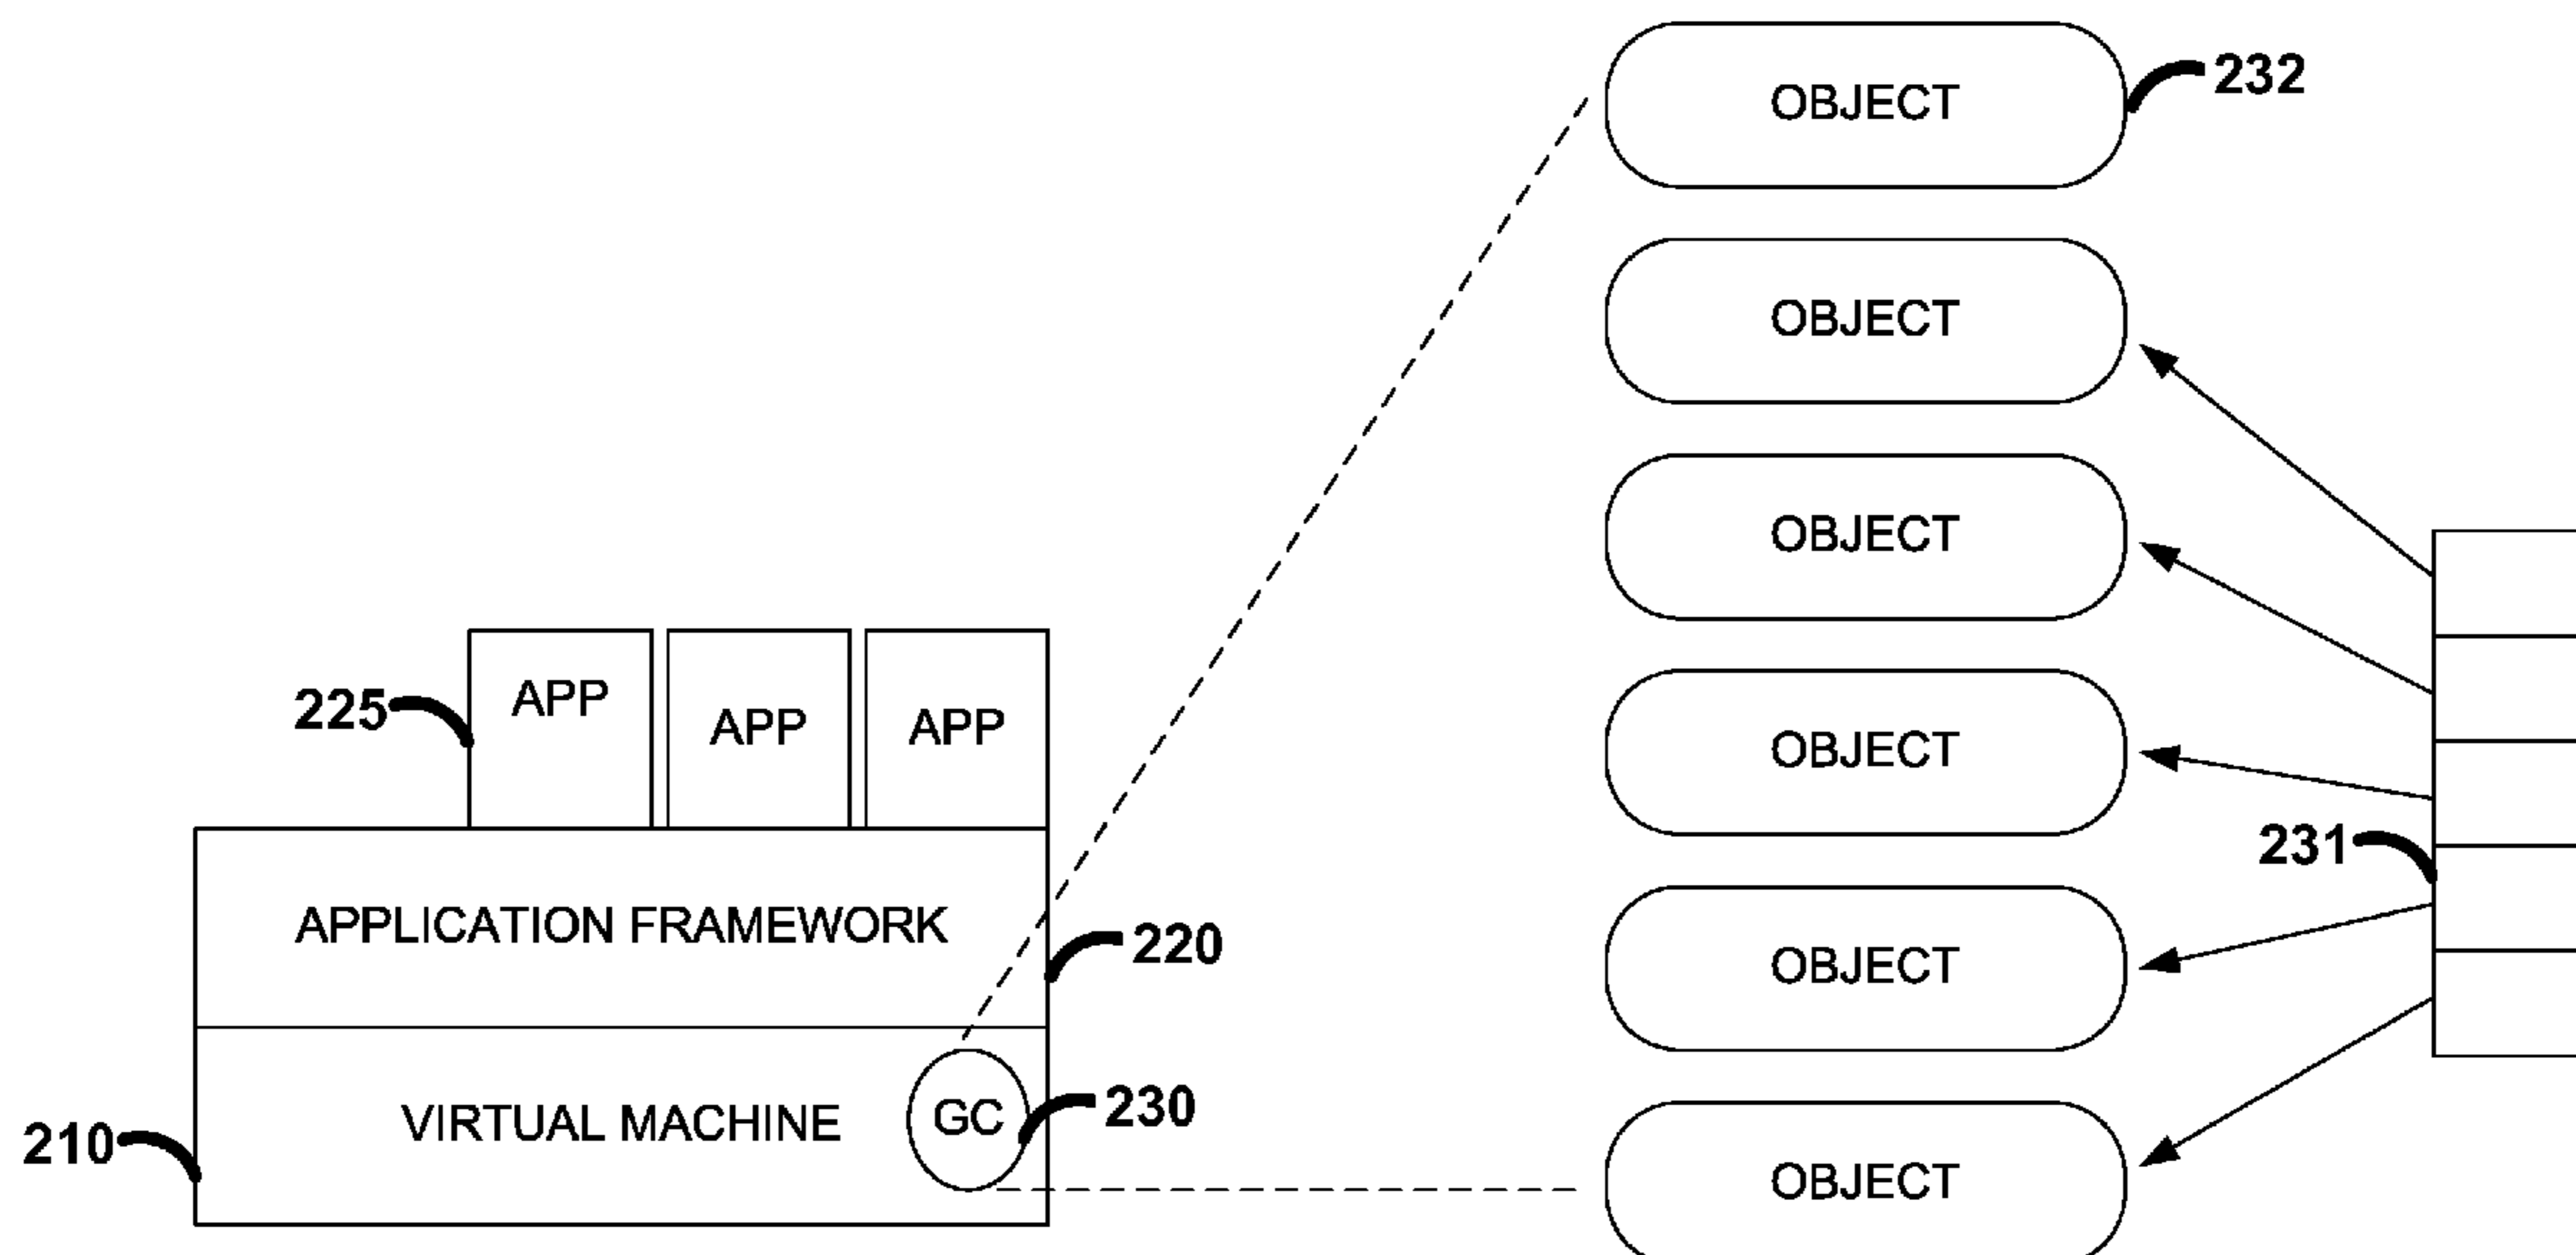 OBJECT
232
OBJECT
OBJECT
225
APP
APP
APP
OBJECT
231
APPLICATION FRAMEWORK
220
OBJECT
210
VIRTUAL MACHINE
GC
230
OBJECT